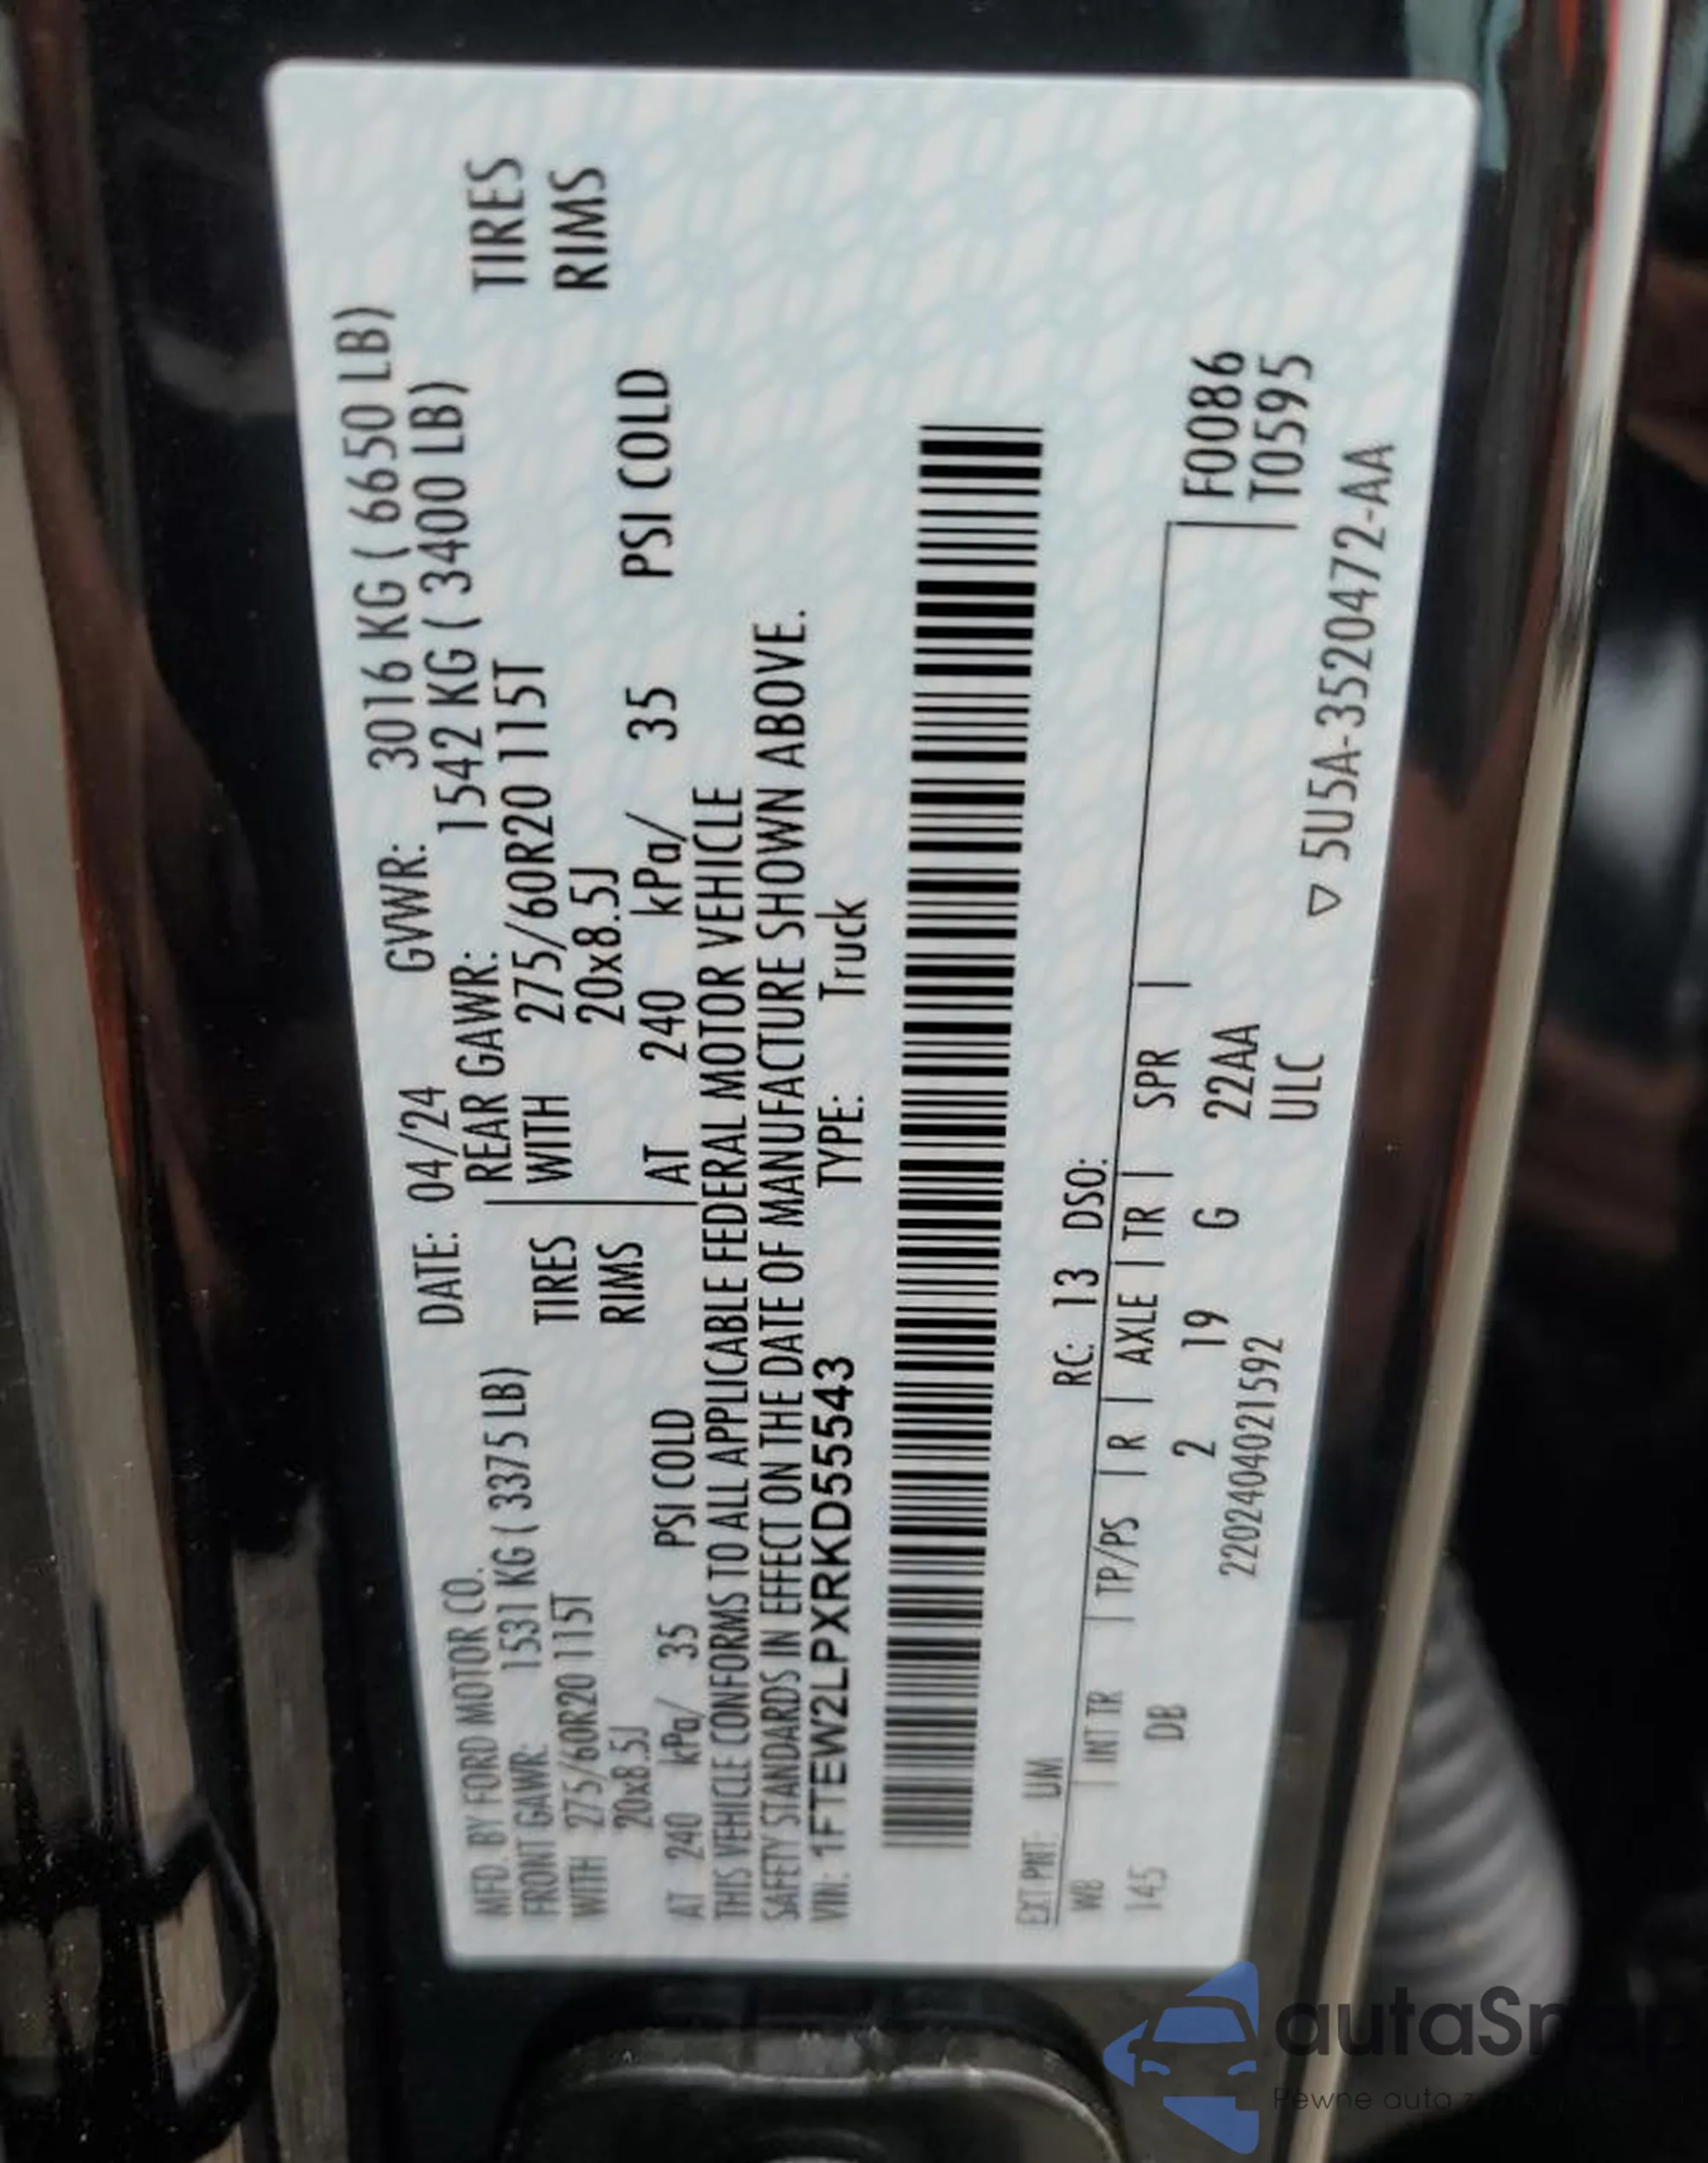 MFD. BY FORD MOTOR CO. DATE: 04/24 GVWR: 3016 KG ( 6650 LB)
FRONT GAWR: 1531 KG ( 3375 LB) REAR GAWR: 1542 KG ( 3400 LB)
WITH 275/60R20 115T TIRES WITH 275/60R20 115T TIRES
20x8.5J RIMS 20x8.5J RIMS
AT 240 kPa/ 35 PSI COLD AT 240 kPa/ 35 PSI COLD
THIS VEHICLE CONFORMS TO ALL APPLICABLE FEDERAL MOTOR VEHICLE
SAFETY STANDARDS IN EFFECT ON THE DATE OF MANUFACTURE SHOWN ABOVE.
VIN: 1FTEW2LPXRKD55543 TYPE: Truck
EXT PNT: UM RC: 13 DSO:
WB | INT TR | TP/PS | R | AXLE | TR | SPR | F0086
145 DB 2 19 G 22AA T0595
2202404021592 ULC
▽ 5U5A-3520472-AA
autaSnap
Pewne auta z